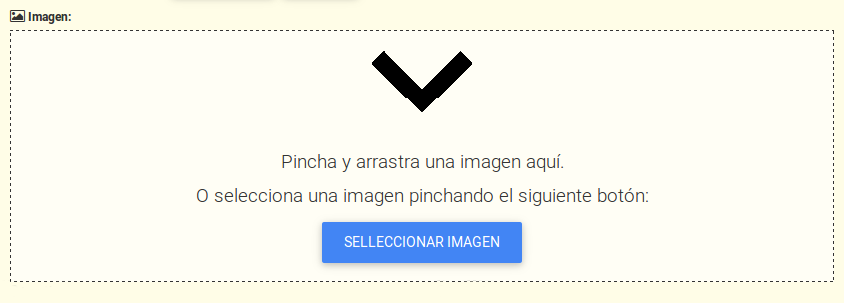 Imagen:
Pincha y arrastra una imagen aquí.
O selecciona una imagen pinchando el siguiente botón:
SELLECCIONAR IMAGEN